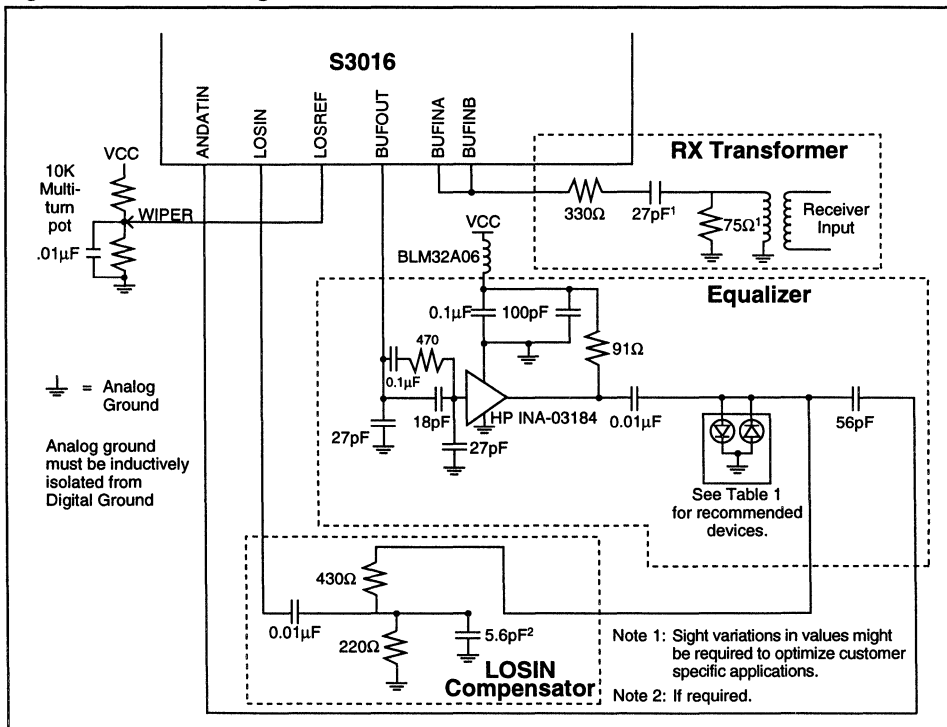 S3016
ANDATIN
LOSIN
LOSREF
BUFOUT
BUFINA
BUFINB
VCC
10K
Multi-
turn
pot
WIPER
.01µF
RX Transformer
330Ω
27pF¹
75Ω¹
Receiver
Input
VCC
BLM32A06
Equalizer
0.1µF
100pF
91Ω
470
0.1µF
18pF
HP INA-03184
27pF
27pF
0.01µF
56pF
See Table 1
for recommended
devices.
= Analog
Ground
Analog ground
must be inductively
isolated from
Digital Ground
430Ω
0.01µF
220Ω
5.6pF²
LOSIN
Compensator
Note 1: Sight variations in values might
be required to optimize customer
specific applications.
Note 2: If required.